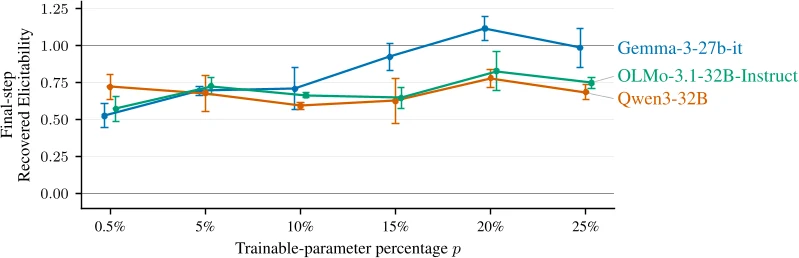 Final-step
Recovered Elicitability
1.25
1.00
0.75
0.50
0.25
0.00
0.5%
5%
10%
15%
20%
25%
Trainable-parameter percentage p
Gemma-3-27b-it
OLMo-3.1-32B-Instruct
Qwen3-32B